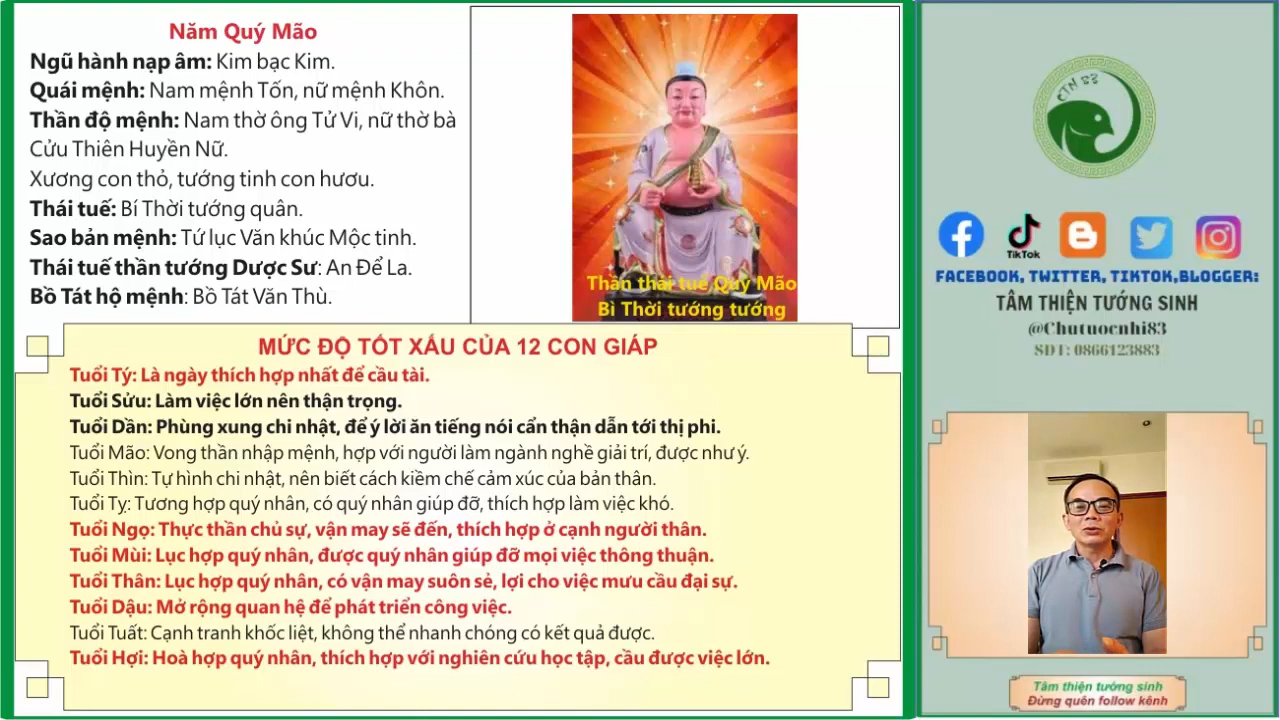 Năm Quý Mão
Ngũ hành nạp âm: Kim bạc Kim.
Quái mệnh: Nam mệnh Tốn, nữ mệnh Khôn.
Thần độ mệnh: Nam thờ ông Tử Vi, nữ thờ bà
Cửu Thiên Huyền Nữ.
Xương con thỏ, tướng tinh con hươu.
Thái tuế: Bí Thời tướng quân.
Sao bản mệnh: Tứ lục Văn khúc Mộc tinh.
Thái tuế thần tướng Dược Sư: An Để La.
Bồ Tát hộ mệnh: Bồ Tát Văn Thù.
Thần thái tuế Quý Mão
Bì Thời tướng tướng
MỨC ĐỘ TỐT XẤU CỦA 12 CON GIÁP
Tuổi Tý: Là ngày thích hợp nhất để cầu tài.
Tuổi Sửu: Làm việc lớn nên thận trọng.
Tuổi Dần: Phùng xung chi nhật, để ý lời ăn tiếng nói cẩn thận dẫn tới thị phi.
Tuổi Mão: Vong thần nhập mệnh, hợp với người làm ngành nghề giải trí, được như ý.
Tuổi Thìn: Tự hình chi nhật, nên biết cách kiềm chế cảm xúc của bản thân.
Tuổi Tỵ: Tương hợp quý nhân, có quý nhân giúp đỡ, thích hợp làm việc khó.
Tuổi Ngọ: Thực thần chủ sự, vận may sẽ đến, thích hợp ở cạnh người thân.
Tuổi Mùi: Lục hợp quý nhân, được quý nhân giúp đỡ mọi việc thông thuận.
Tuổi Thân: Lục hợp quý nhân, có vận may suôn sẻ, lợi cho việc mưu cầu đại sự.
Tuổi Dậu: Mở rộng quan hệ để phát triển công việc.
Tuổi Tuất: Cạnh tranh khốc liệt, không thể nhanh chóng có kết quả được.
Tuổi Hợi: Hoà hợp quý nhân, thích hợp với nghiên cứu học tập, cầu được việc lớn.
CTN 83
TikTok
FACEBOOK, TWITTER, TIKTOK,BLOGGER:
TÂM THIỆN TƯỚNG SINH
@Chutuocnhi83
SDT: 0866123883
Tâm thiện tướng sinh
Đừng quên follow kênh